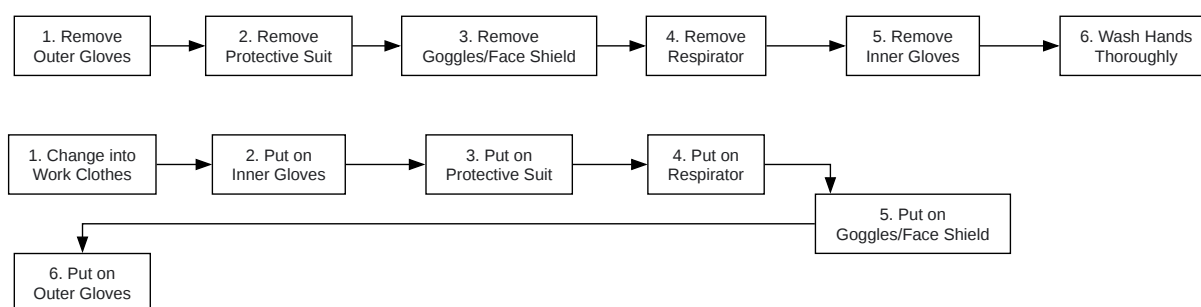 1. Remove
Outer Gloves
2. Remove
Protective Suit
3. Remove
Goggles/Face Shield
4. Remove
Respirator
5. Remove
Inner Gloves
6. Wash Hands
Thoroughly
1. Change into
Work Clothes
2. Put on
Inner Gloves
3. Put on
Protective Suit
4. Put on
Respirator
5. Put on
Goggles/Face Shield
6. Put on
Outer Gloves